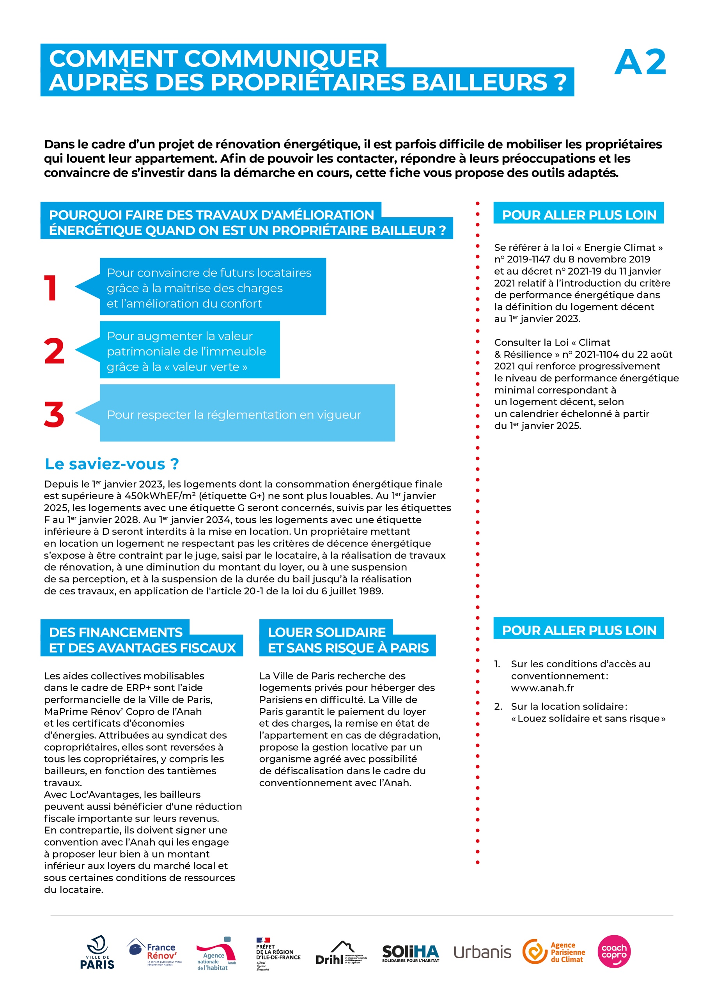 COMMENT COMMUNIQUER
AUPRÈS DES PROPRIÉTAIRES BAILLEURS ?
A2
Dans le cadre d’un projet de rénovation énergétique, il est parfois difficile de mobiliser les propriétaires
qui louent leur appartement. Afin de pouvoir les contacter, répondre à leurs préoccupations et les
convaincre de s’investir dans la démarche en cours, cette fiche vous propose des outils adaptés.
POURQUOI FAIRE DES TRAVAUX D'AMÉLIORATION
ÉNERGÉTIQUE QUAND ON EST UN PROPRIÉTAIRE BAILLEUR ?
1
Pour convaincre de futurs locataires
grâce à la maîtrise des charges
et l’amélioration du confort
2
Pour augmenter la valeur
patrimoniale de l’immeuble
grâce à la « valeur verte »
3
Pour respecter la réglementation en vigueur
Le saviez-vous ?
Depuis le 1er janvier 2023, les logements dont la consommation énergétique finale
est supérieure à 450kWhEF/m² (étiquette G+) ne sont plus louables. Au 1er janvier
2025, les logements avec une étiquette G seront concernés, suivis par les étiquettes
F au 1er janvier 2028. Au 1er janvier 2034, tous les logements avec une étiquette
inférieure à D seront interdits à la mise en location. Un propriétaire mettant
en location un logement ne respectant pas les critères de décence énergétique
s’expose à être contraint par le juge, saisi par le locataire, à la réalisation de travaux
de rénovation, à une diminution du montant du loyer, ou à une suspension
de sa perception, et à la suspension de la durée du bail jusqu’à la réalisation
de ces travaux, en application de l'article 20-1 de la loi du 6 juillet 1989.
POUR ALLER PLUS LOIN
Se référer à la loi « Energie Climat »
n° 2019-1147 du 8 novembre 2019
et au décret n° 2021-19 du 11 janvier
2021 relatif à l’introduction du critère
de performance énergétique dans
la définition du logement décent
au 1er janvier 2023.
Consulter la Loi « Climat
& Résilience » n° 2021-1104 du 22 août
2021 qui renforce progressivement
le niveau de performance énergétique
minimal correspondant à
un logement décent, selon
un calendrier échelonné à partir
du 1er janvier 2025.
DES FINANCEMENTS
ET DES AVANTAGES FISCAUX
Les aides collectives mobilisables
dans le cadre de ERP+ sont l’aide
performancielle de la Ville de Paris,
MaPrime Rénov’ Copro de l’Anah
et les certificats d’économies
d’énergies. Attribuées au syndicat des
copropriétaires, elles sont reversées à
tous les copropriétaires, y compris les
bailleurs, en fonction des tantièmes
travaux.
Avec Loc'Avantages, les bailleurs
peuvent aussi bénéficier d'une réduction
fiscale importante sur leurs revenus.
En contrepartie, ils doivent signer une
convention avec l’Anah qui les engage
à proposer leur bien à un montant
inférieur aux loyers du marché local et
sous certaines conditions de ressources
du locataire.
LOUER SOLIDAIRE
ET SANS RISQUE À PARIS
La Ville de Paris recherche des
logements privés pour héberger des
Parisiens en difficulté. La Ville de
Paris garantit le paiement du loyer
et des charges, la remise en état de
l’appartement en cas de dégradation,
propose la gestion locative par un
organisme agréé avec possibilité
de défiscalisation dans le cadre du
conventionnement avec l’Anah.
POUR ALLER PLUS LOIN
1. Sur les conditions d’accès au
conventionnement :
www.anah.fr
2. Sur la location solidaire :
« Louez solidaire et sans risque »
VILLE DE
PARIS
France
Rénov’
Le service public pour mieux
rénover mon habitat
Agence
nationale
de l'habitat
Anah
PRÉFET
DE LA RÉGION
D'ÎLE-DE-FRANCE
Liberté
Égalité
Fraternité
Drihl
Direction régionale
et interdépartementale
de l'Hébergement
et du Logement
SOLiHA
SOLIDAIRES POUR L'HABITAT
Urbanis
Agence
Parisienne
du Climat
coach
copro